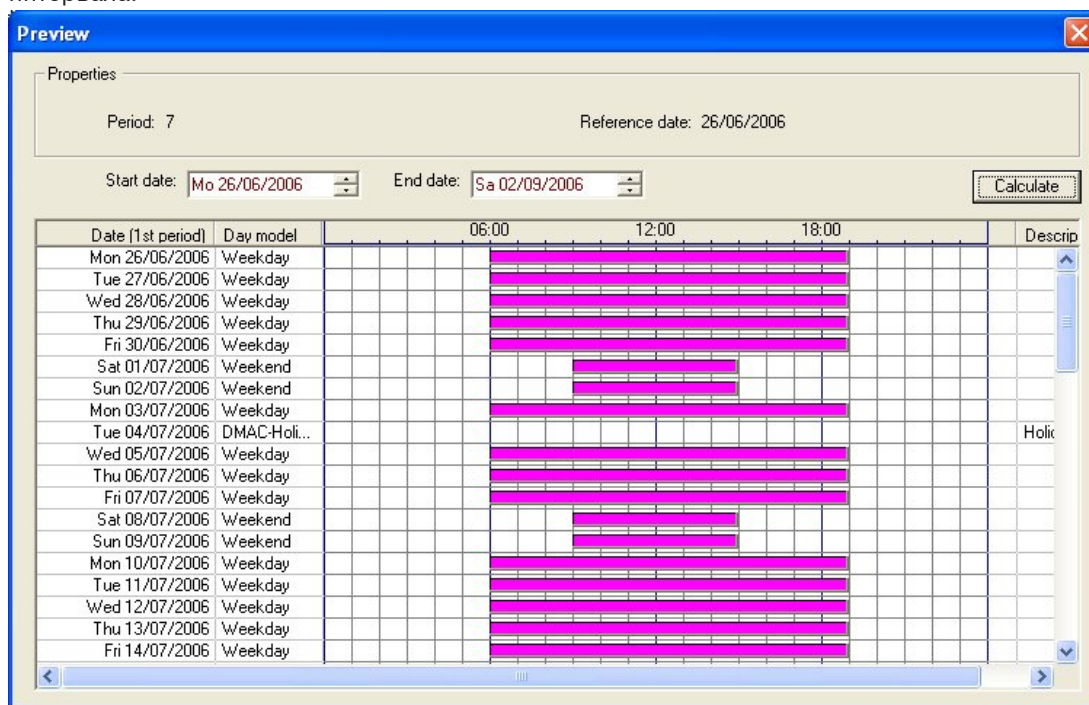 Preview
Properties
Period: 7 Reference date: 26/06/2006
Start date: Mo 26/06/2006 End date: Sa 02/09/2006 Calculate
Date (1st period) Day model 06:00 12:00 18:00 Descrip
Mon 26/06/2006 Weekday
Tue 27/06/2006 Weekday
Wed 28/06/2006 Weekday
Thu 29/06/2006 Weekday
Fri 30/06/2006 Weekday
Sat 01/07/2006 Weekend
Sun 02/07/2006 Weekend
Mon 03/07/2006 Weekday
Tue 04/07/2006 DMAC-Holi... Holic
Wed 05/07/2006 Weekday
Thu 06/07/2006 Weekday
Fri 07/07/2006 Weekday
Sat 08/07/2006 Weekend
Sun 09/07/2006 Weekend
Mon 10/07/2006 Weekday
Tue 11/07/2006 Weekday
Wed 12/07/2006 Weekday
Thu 13/07/2006 Weekday
Fri 14/07/2006 Weekday